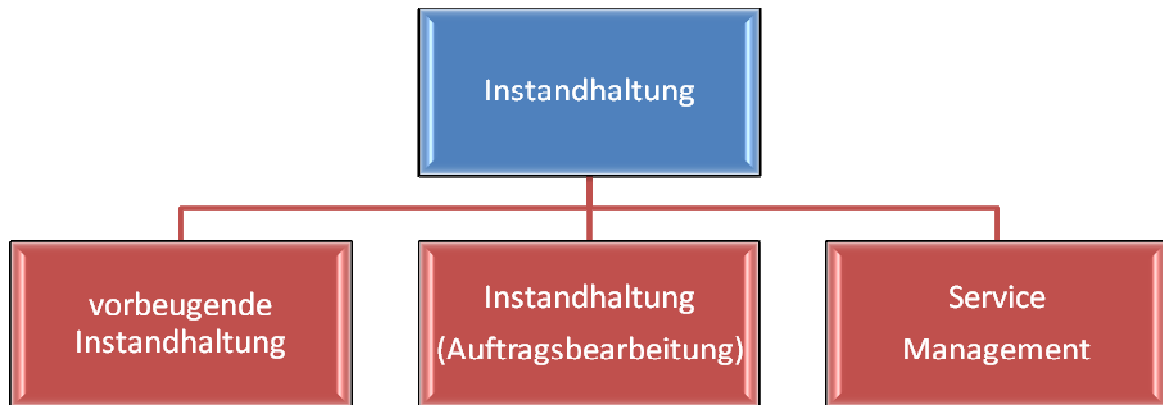 Instandhaltung
vorbeugende
Instandhaltung
Instandhaltung
(Auftragsbearbeitung)
Service
Management